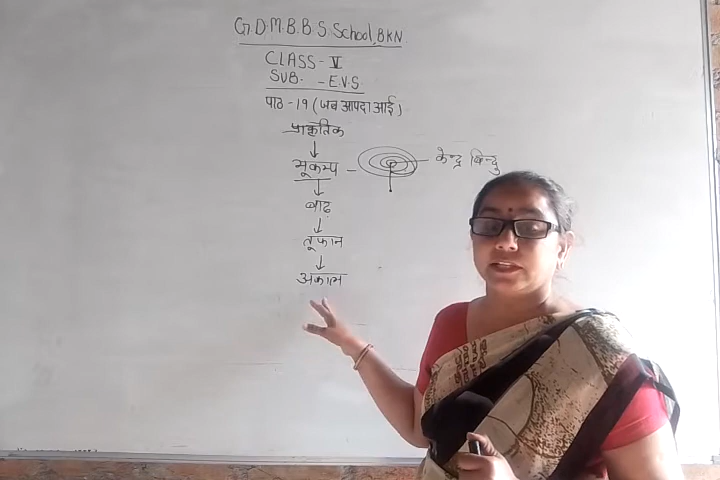 G.D.M.B.B.S. School, BKN
CLASS - V
SUB. - E.V.S.
पाठ - 19 (जब आपदा आई)
प्राकृतिक
भूकम्प - केन्द्र बिन्दु
बाढ़
तूफान
अकाल